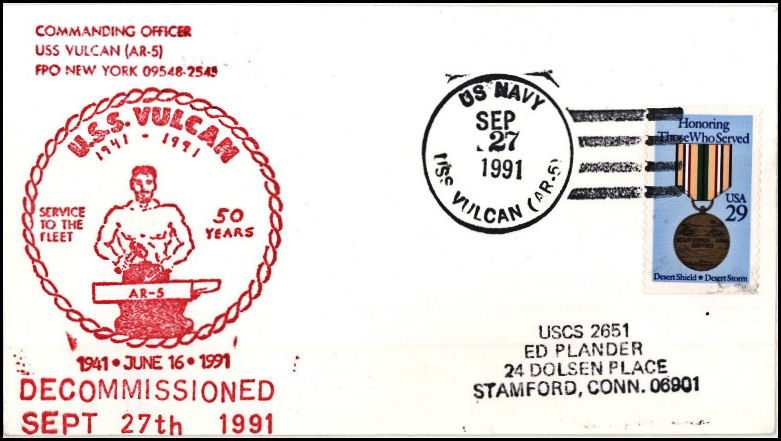 COMMANDING OFFICER
USS VULCAN (AR-5)
FPO NEW YORK 09548-2545
U.S.S. VULCAN
1941 - 1991
SERVICE
TO THE
FLEET
50
YEARS
AR-5
1941 • JUNE 16 • 1991
DECOMMISSIONED
SEPT 27th 1991
US NAVY
SEP
27
1991
USS VULCAN (AR-5)
Honoring
Those Who Served
USA
29
Desert Shield ★ Desert Storm
USCS 2651
ED PLANDER
24 DOLSEN PLACE
STAMFORD, CONN. 06901